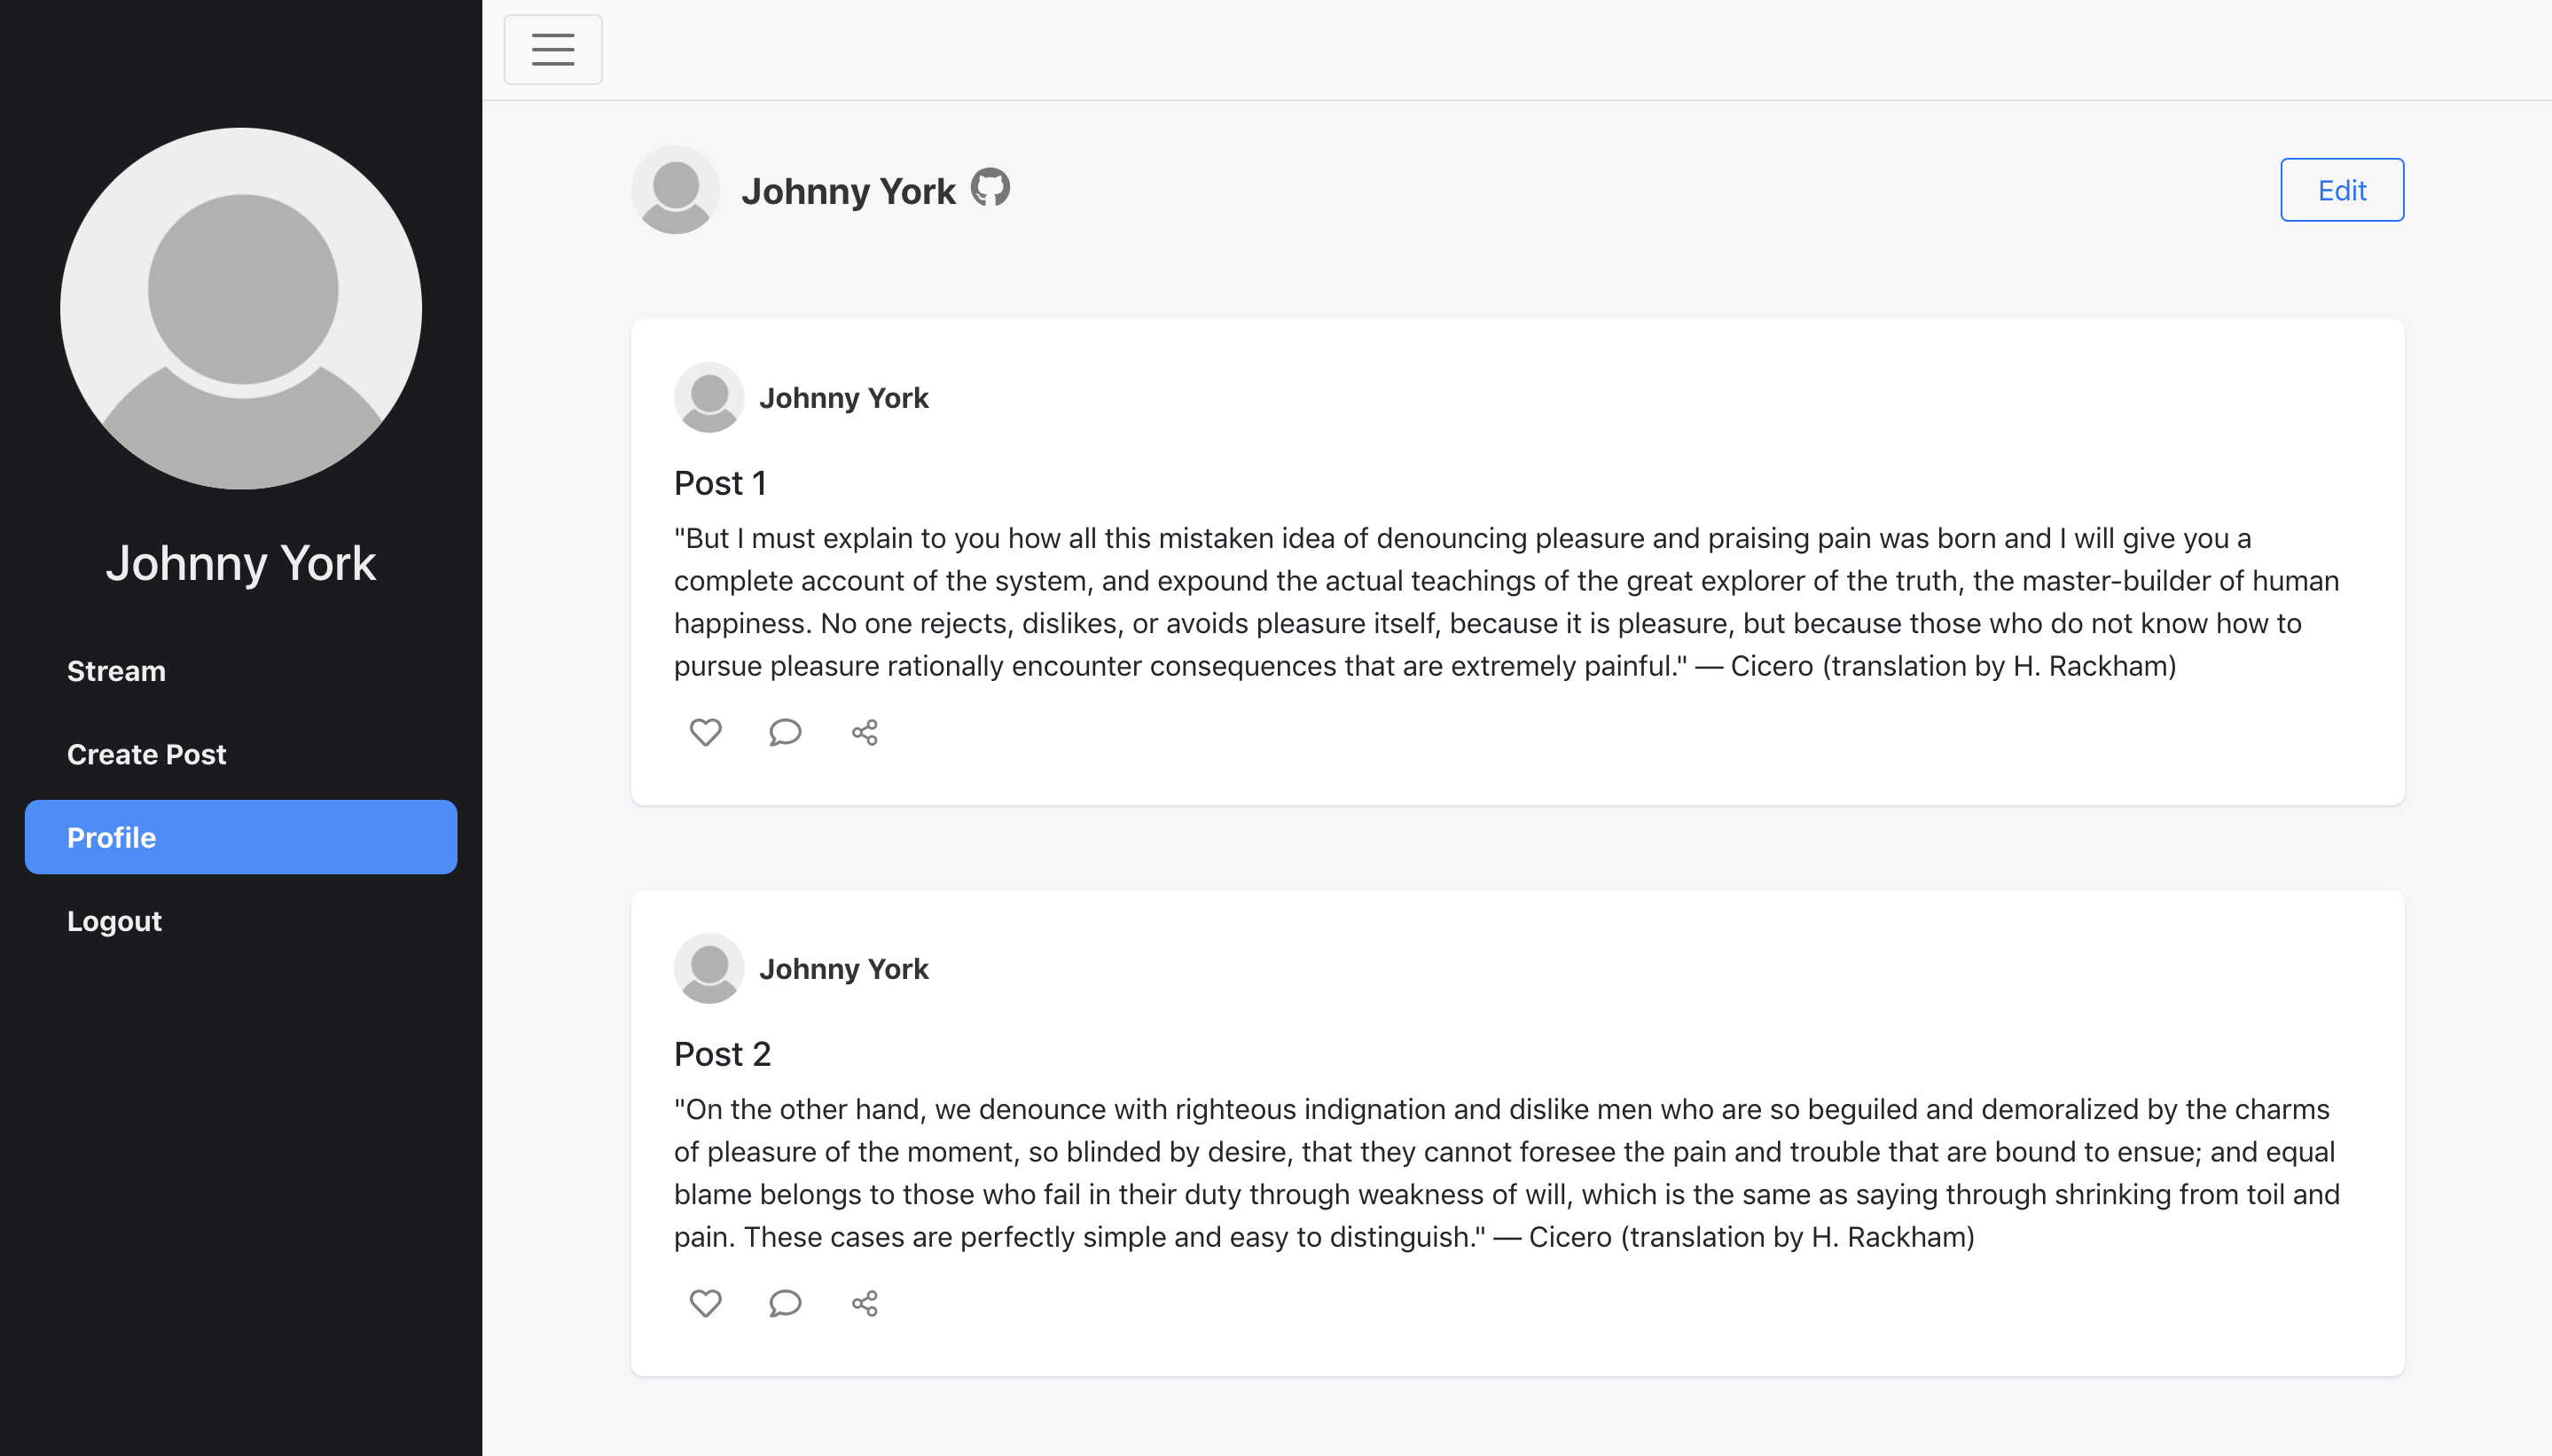 Johnny York
Stream
Create Post
Profile
Logout
Johnny York
Edit
Johnny York
Post 1
"But I must explain to you how all this mistaken idea of denouncing pleasure and praising pain was born and I will give you a
complete account of the system, and expound the actual teachings of the great explorer of the truth, the master-builder of human
happiness. No one rejects, dislikes, or avoids pleasure itself, because it is pleasure, but because those who do not know how to
pursue pleasure rationally encounter consequences that are extremely painful." — Cicero (translation by H. Rackham)
Johnny York
Post 2
"On the other hand, we denounce with righteous indignation and dislike men who are so beguiled and demoralized by the charms
of pleasure of the moment, so blinded by desire, that they cannot foresee the pain and trouble that are bound to ensue; and equal
blame belongs to those who fail in their duty through weakness of will, which is the same as saying through shrinking from toil and
pain. These cases are perfectly simple and easy to distinguish." — Cicero (translation by H. Rackham)